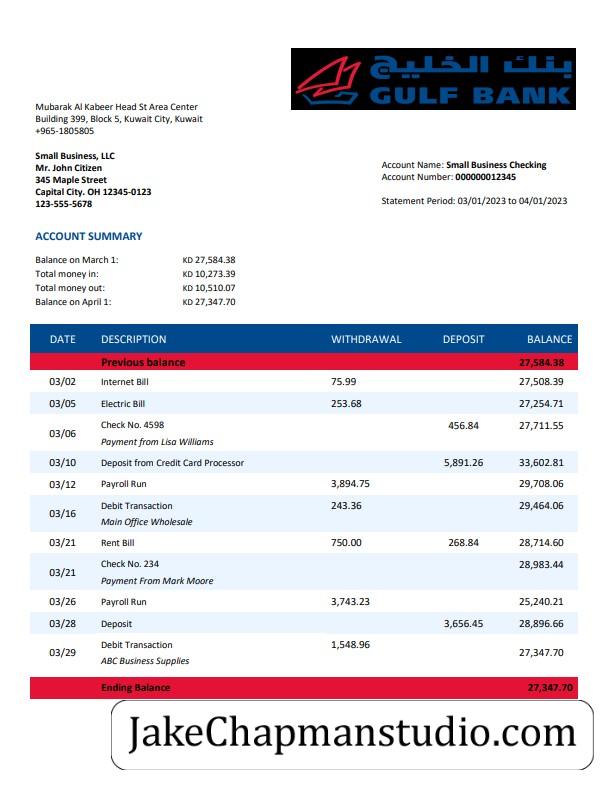 بنك الخليج
GULF BANK
Mubarak Al Kabeer Head St Area Center
Building 399, Block 5, Kuwait City, Kuwait
+965-1805805
Small Business, LLC
Mr. John Citizen
345 Maple Street
Capital City. OH 12345-0123
123-555-5678
Account Name: Small Business Checking
Account Number: 000000012345
Statement Period: 03/01/2023 to 04/01/2023
ACCOUNT SUMMARY
Balance on March 1: KD 27,584.38
Total money in: KD 10,273.39
Total money out: KD 10,510.07
Balance on April 1: KD 27,347.70
DATE DESCRIPTION WITHDRAWAL DEPOSIT BALANCE
Previous balance 27,584.38
03/02 Internet Bill 75.99 27,508.39
03/05 Electric Bill 253.68 27,254.71
03/06 Check No. 4598 456.84 27,711.55
Payment from Lisa Williams
03/10 Deposit from Credit Card Processor 5,891.26 33,602.81
03/12 Payroll Run 3,894.75 29,708.06
03/16 Debit Transaction 243.36 29,464.06
Main Office Wholesale
03/21 Rent Bill 750.00 268.84 28,714.60
03/21 Check No. 234 28,983.44
Payment From Mark Moore
03/26 Payroll Run 3,743.23 25,240.21
03/28 Deposit 3,656.45 28,896.66
03/29 Debit Transaction 1,548.96 27,347.70
ABC Business Supplies
Ending Balance 27,347.70
JakeChapmanstudio.com